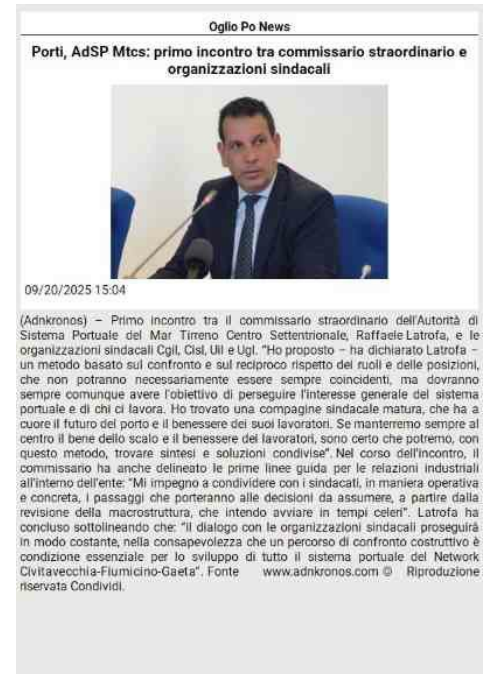 Oglio Po News
Porti, AdSP Mtcs: primo incontro tra commissario straordinario e
organizzazioni sindacali
09/20/2025 15:04
(Adnkronos) – Primo incontro tra il commissario straordinario dell'Autorità di
Sistema Portuale del Mar Tirreno Centro Settentrionale, Raffaele Latrofa, e le
organizzazioni sindacali Cgil, Cisl, Uil e Ugl. "Ho proposto – ha dichiarato Latrofa –
un metodo basato sul confronto e sul reciproco rispetto dei ruoli e delle posizioni,
che non potranno necessariamente essere sempre coincidenti, ma dovranno
sempre comunque avere l'obiettivo di perseguire l'interesse generale del sistema
portuale e di chi ci lavora. Ho trovato una compagine sindacale matura, che ha a
cuore il futuro del porto e il benessere dei suoi lavoratori. Se manterremo sempre al
centro il bene dello scalo e il benessere dei lavoratori, sono certo che potremo, con
questo metodo, trovare sintesi e soluzioni condivise". Nel corso dell'incontro, il
commissario ha anche delineato le prime linee guida per le relazioni industriali
all'interno dell'ente: "Mi impegno a condividere con i sindacati, in maniera operativa
e concreta, i passaggi che porteranno alle decisioni da assumere, a partire dalla
revisione della macrostruttura, che intendo avviare in tempi celeri". Latrofa ha
concluso sottolineando che: "il dialogo con le organizzazioni sindacali proseguirà
in modo costante, nella consapevolezza che un percorso di confronto costruttivo è
condizione essenziale per lo sviluppo di tutto il sistema portuale del Network
Civitavecchia-Fiumicino-Gaeta". Fonte www.adnkronos.com © Riproduzione
riservata Condividi.